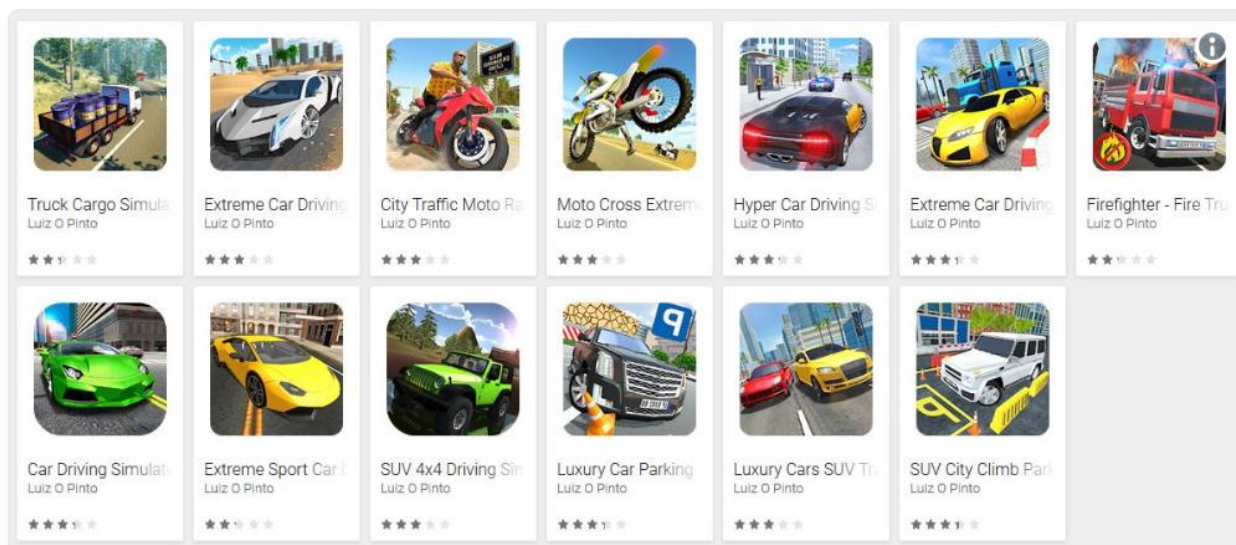 Truck Cargo Simula
Luiz O Pinto
Extreme Car Driving
Luiz O Pinto
City Traffic Moto Ra
Luiz O Pinto
Moto Cross Extrem
Luiz O Pinto
Hyper Car Driving S
Luiz O Pinto
Extreme Car Driving
Luiz O Pinto
Firefighter - Fire Tru
Luiz O Pinto
Car Driving Simulat
Luiz O Pinto
Extreme Sport Car D
Luiz O Pinto
SUV 4x4 Driving Sim
Luiz O Pinto
P
Luxury Car Parking
Luiz O Pinto
Luxury Cars SUV Tr
Luiz O Pinto
SUV City Climb Park
Luiz O Pinto